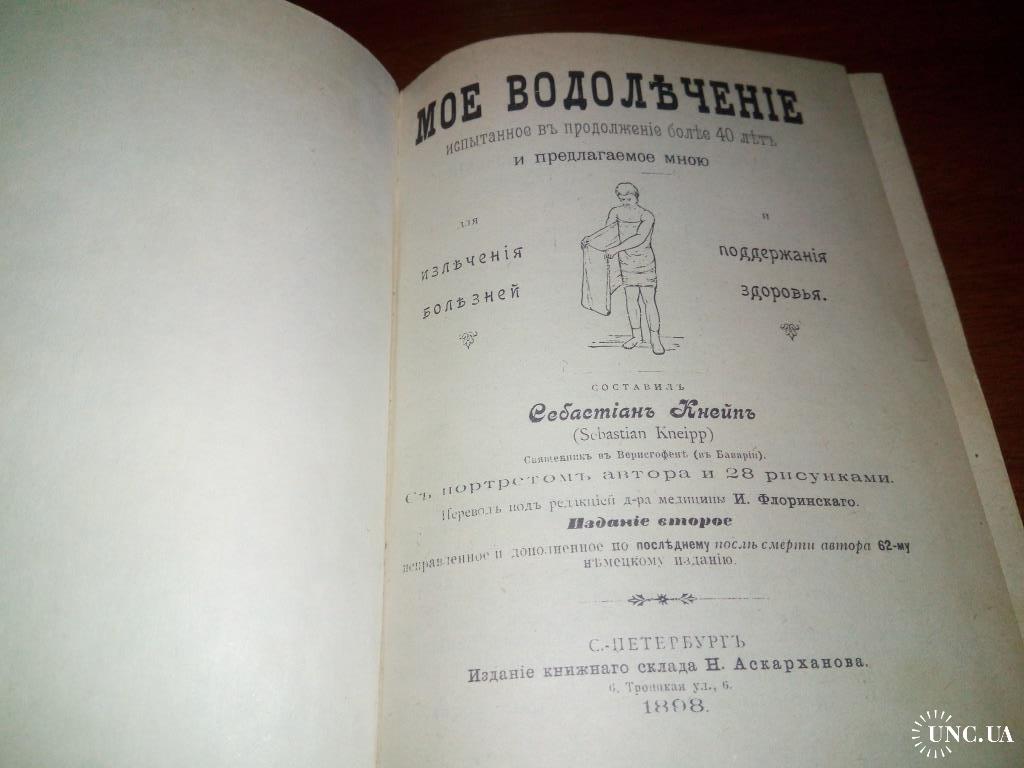 МОЕ ВОДОЛѢЧЕНІЕ
испытанное въ продолженіе болѣе 40 лѣтъ
и предлагаемое мною
для
излѣченія
болѣзней
и
поддержанія
здоровья.
СОСТАВИЛЪ
Себастіанъ Кнейпъ
(Sebastian Kneipp)
Священникъ въ Верисгофенѣ (въ Баваріи).
Съ портретомъ автора и 28 рисунками.
Переводъ подъ редакціей д-ра медицины И. Флоринскаго.
Изданіе второе
исправленное и дополненное по послѣднему послѣ смерти автора 62-му
нѣмецкому изданію.
С.-ПЕТЕРБУРГЪ
Изданіе книжнаго склада Н. Аскарханова.
6. Троицкая ул., 6.
1898.
UNC.UA